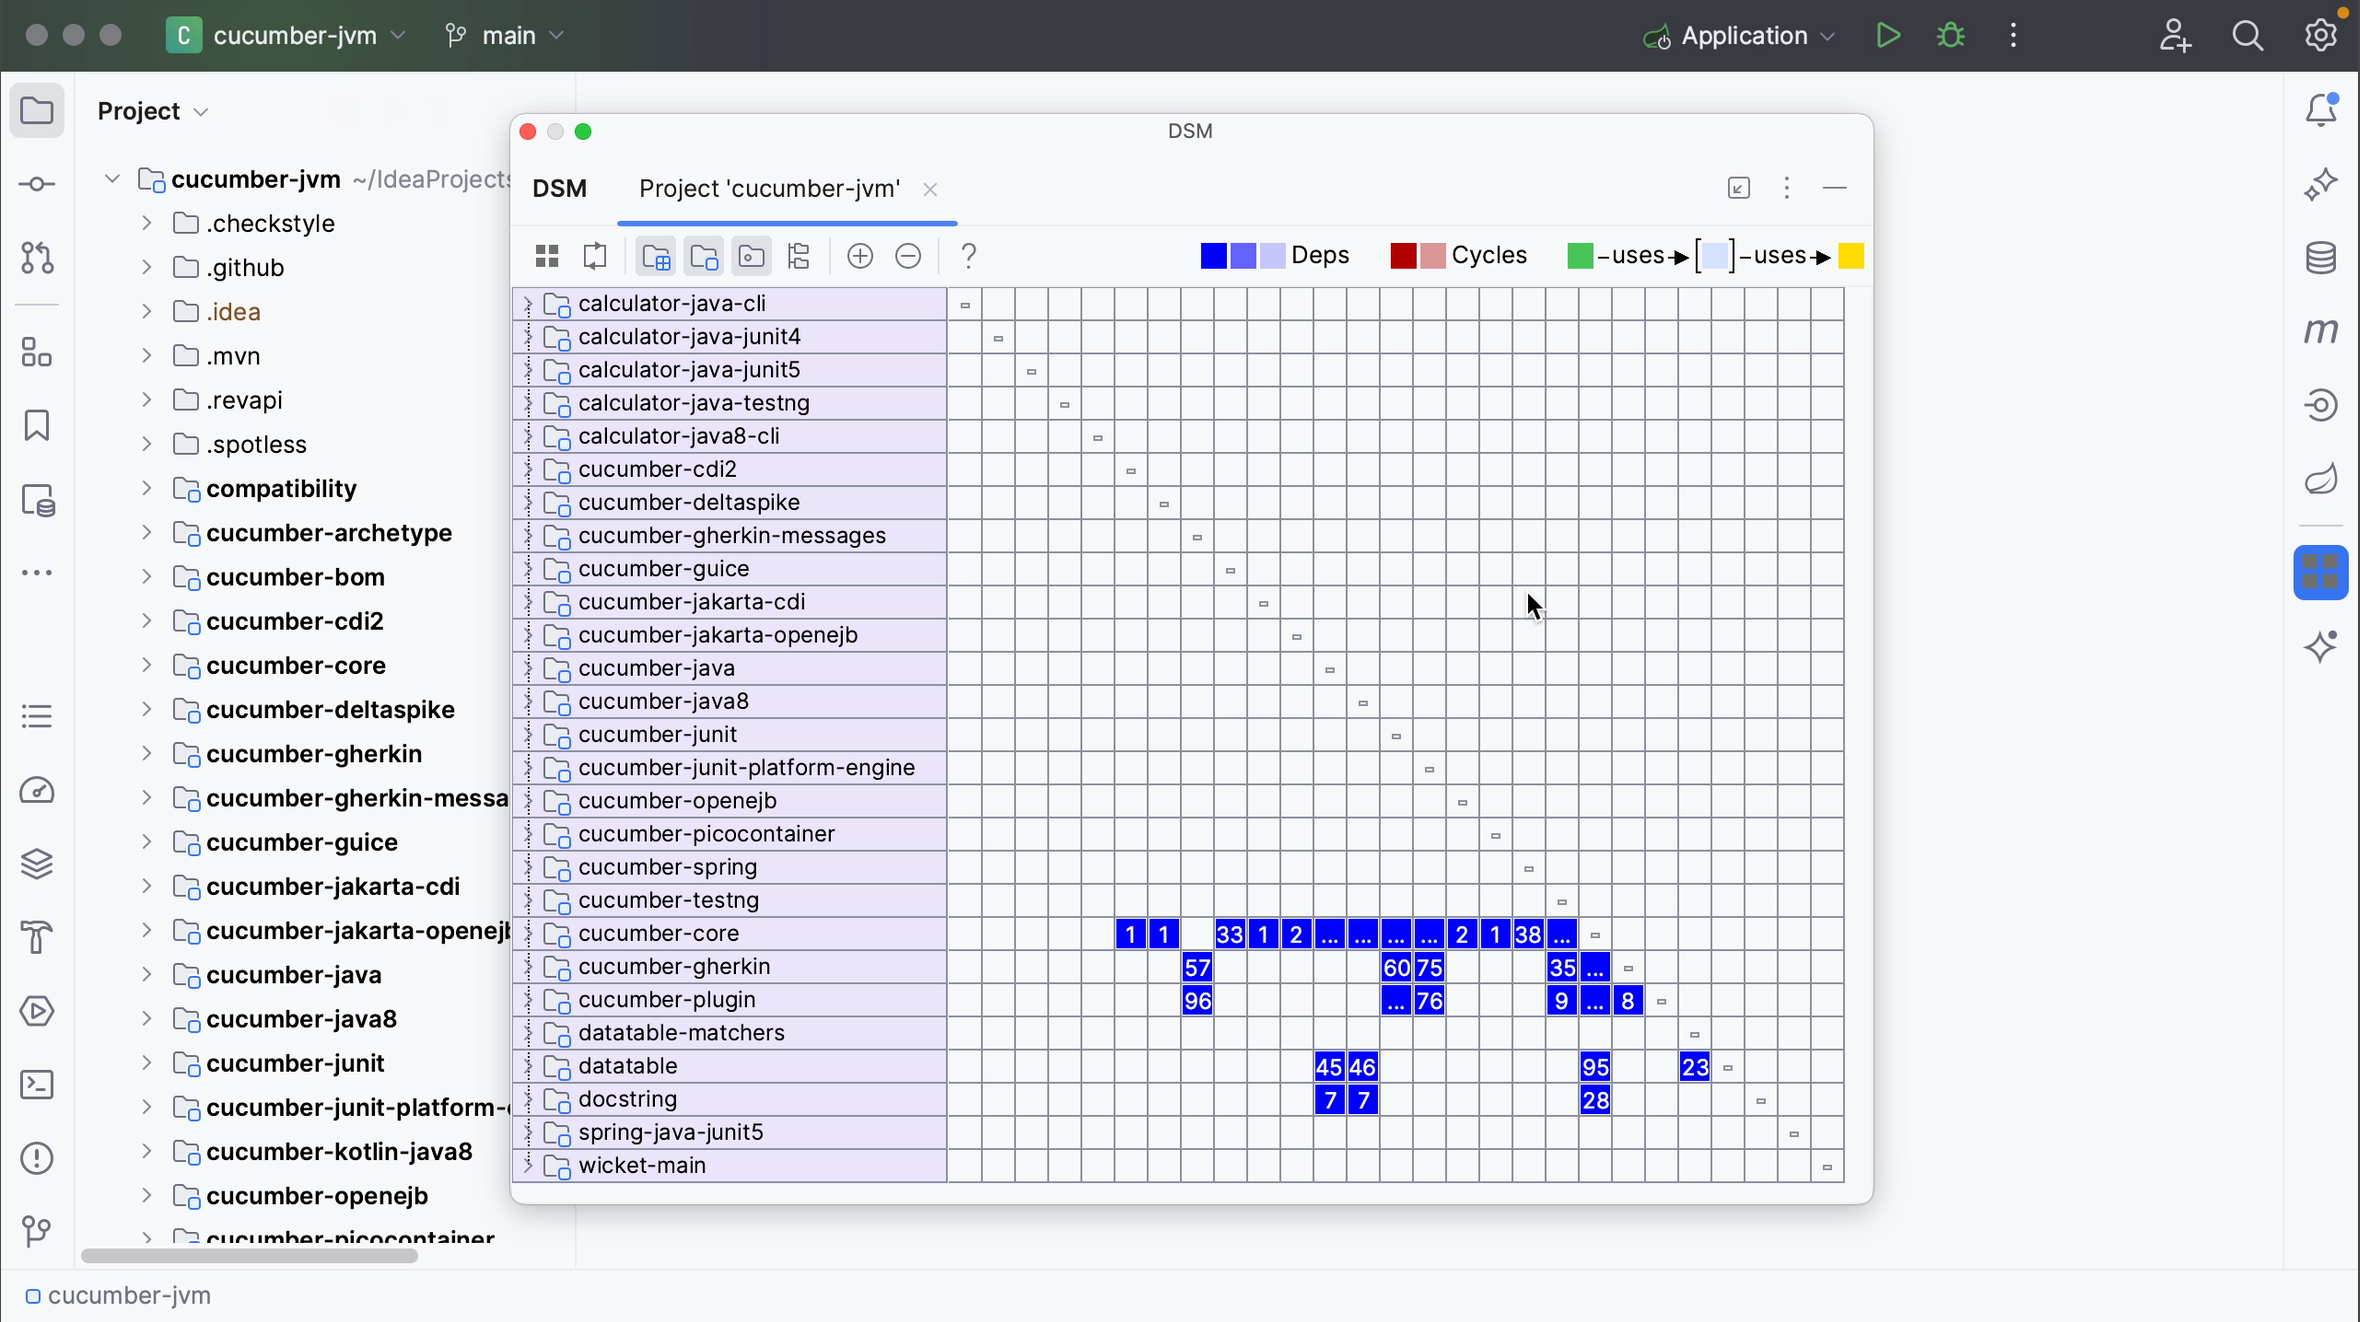 C cucumber-jvm main Application
Project
cucumber-jvm ~/IdeaProjects
.checkstyle
.github
.idea
.mvn
.revapi
.spotless
compatibility
cucumber-archetype
cucumber-bom
cucumber-cdi2
cucumber-core
cucumber-deltaspike
cucumber-gherkin
cucumber-gherkin-messa
cucumber-guice
cucumber-jakarta-cdi
cucumber-jakarta-openejb
cucumber-java
cucumber-java8
cucumber-junit
cucumber-junit-platform-
cucumber-kotlin-java8
cucumber-openejb
cucumber-picocontainer
DSM
DSM Project 'cucumber-jvm'
? Deps Cycles -uses [ ] -uses
calculator-java-cli
calculator-java-junit4
calculator-java-junit5
calculator-java-testng
calculator-java8-cli
cucumber-cdi2
cucumber-deltaspike
cucumber-gherkin-messages
cucumber-guice
cucumber-jakarta-cdi
cucumber-jakarta-openejb
cucumber-java
cucumber-java8
cucumber-junit
cucumber-junit-platform-engine
cucumber-openejb
cucumber-picocontainer
cucumber-spring
cucumber-testng
cucumber-core 1 1 33 1 2 ... ... ... ... 2 1 38 ...
cucumber-gherkin 57 60 75 35 ...
cucumber-plugin 96 ... 76 9 ... 8
datatable-matchers
datatable 45 46 95 23
docstring 7 7 28
spring-java-junit5
wicket-main
m
cucumber-jvm